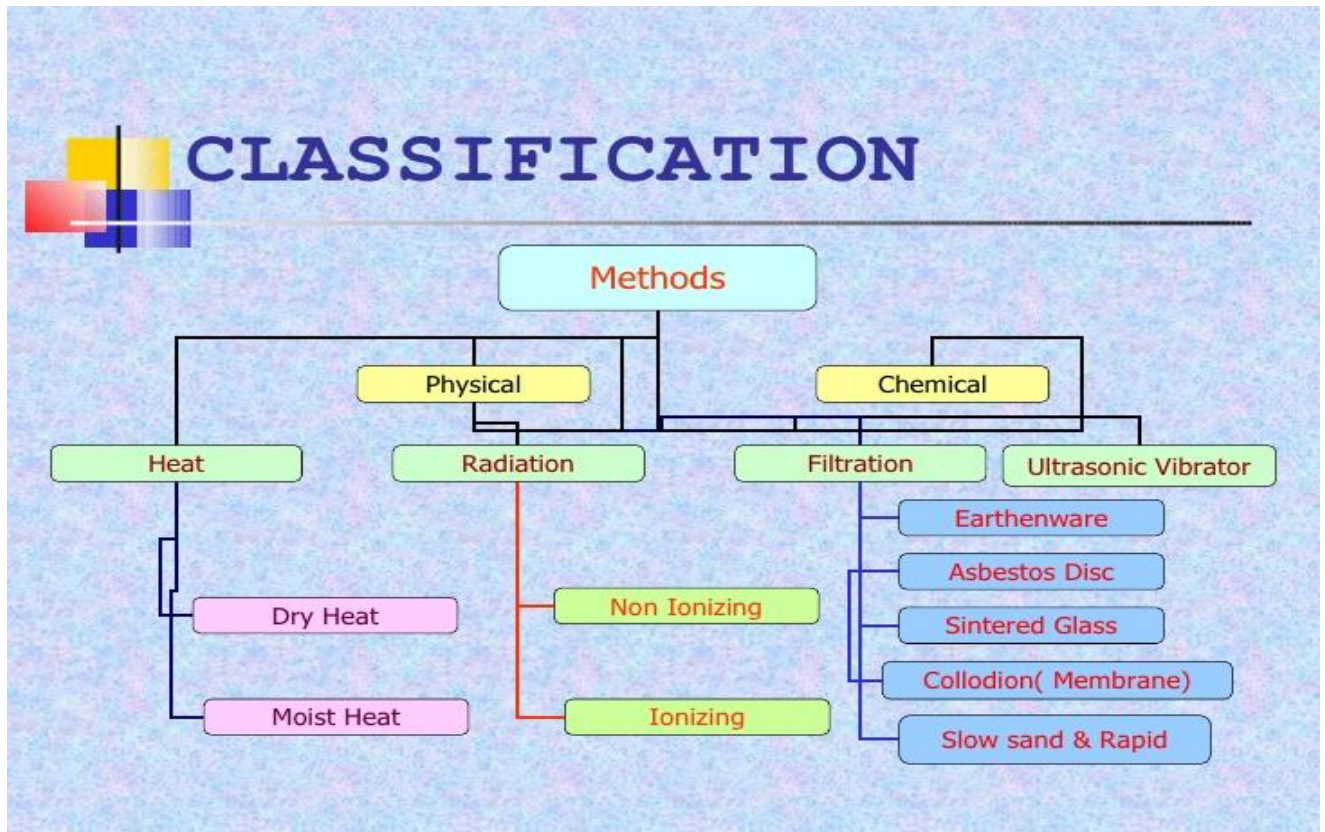 CLASSIFICATION
Methods
Physical
Chemical
Heat
Radiation
Filtration
Ultrasonic Vibrator
Earthenware
Asbestos Disc
Dry Heat
Non Ionizing
Sintered Glass
Collodion( Membrane)
Moist Heat
Ionizing
Slow sand & Rapid